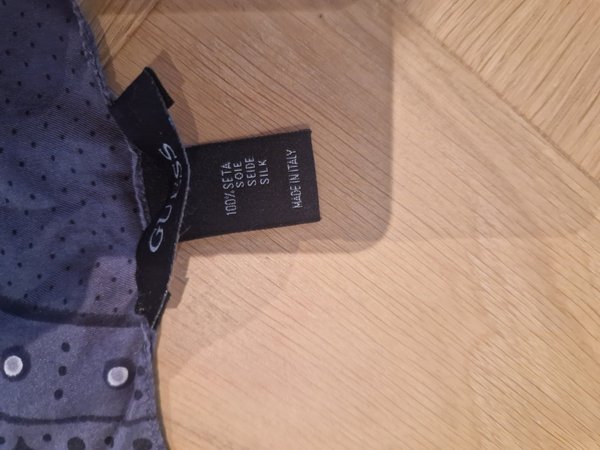 GUESS
100% SETA
SOIE
SEIDE
SILK
MADE IN ITALY